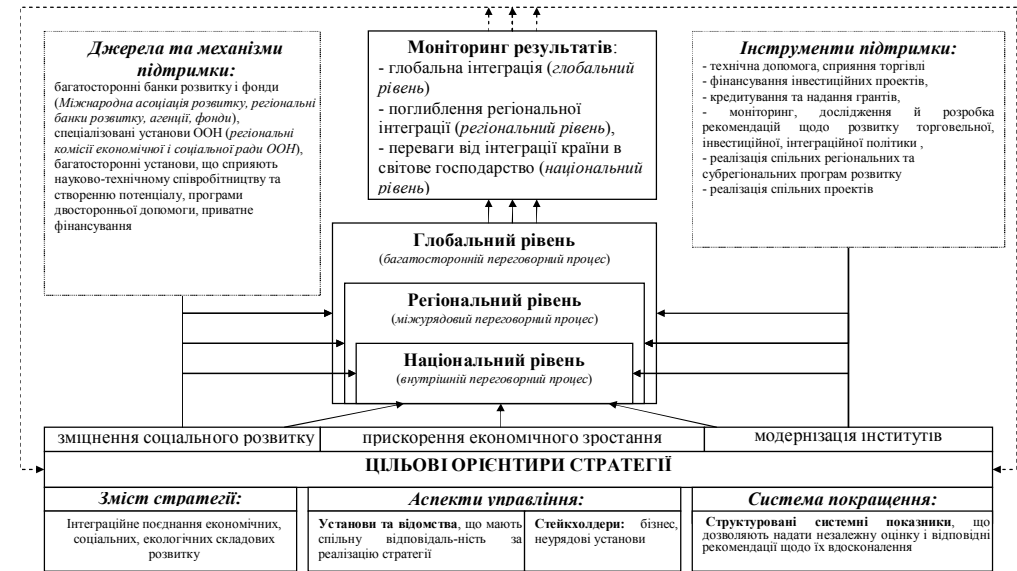 Джерела та механізми
підтримки:
багатосторонні банки розвитку і фонди
(Міжнародна асоціація розвитку, регіональні
банки розвитку, агенції, фонди),
спеціалізовані установи ООН (регіональні
комісії економічної і соціальної ради ООН),
багатосторонні установи, що сприяють
науково-технічному співробітництву та
створенню потенціалу, програми
двосторонньої допомоги, приватне
фінансування
Моніторинг результатів:
- глобальна інтеграція (глобальний
рівень)
- поглиблення регіональної
інтеграції (регіональний рівень),
- переваги від інтеграції країни в
світове господарство (національний
рівень)
Інструменти підтримки:
- технічна допомога, сприяння торгівлі
- фінансування інвестиційних проектів,
- кредитування та надання грантів,
- моніторинг, дослідження й розробка
рекомендацій щодо розвитку торговельної,
інвестиційної, інтеграційної політики ,
- реалізація спільних регіональних та
субрегіональних програм розвитку
- реалізація спільних проектів
Глобальний рівень
(багатосторонній переговорний процес)
Регіональний рівень
(міжурядовий переговорний процес)
Національний рівень
(внутрішній переговорний процес)
зміцнення соціального розвитку
прискорення економічного зростання
модернізація інститутів
ЦІЛЬОВІ ОРІЄНТИРИ СТРАТЕГІЇ
Зміст стратегії:
Інтеграційне поєднання економічних,
соціальних, екологічних складових
розвитку
Аспекти управління:
Установи та відомства, що мають
спільну відповідаль-ність за
реалізацію стратегії
Стейкхолдери: бізнес,
неурядові установи
Система покращення:
Структуровані системні показники, що
дозволяють надати незалежну оцінку і відповідні
рекомендації щодо їх вдосконалення